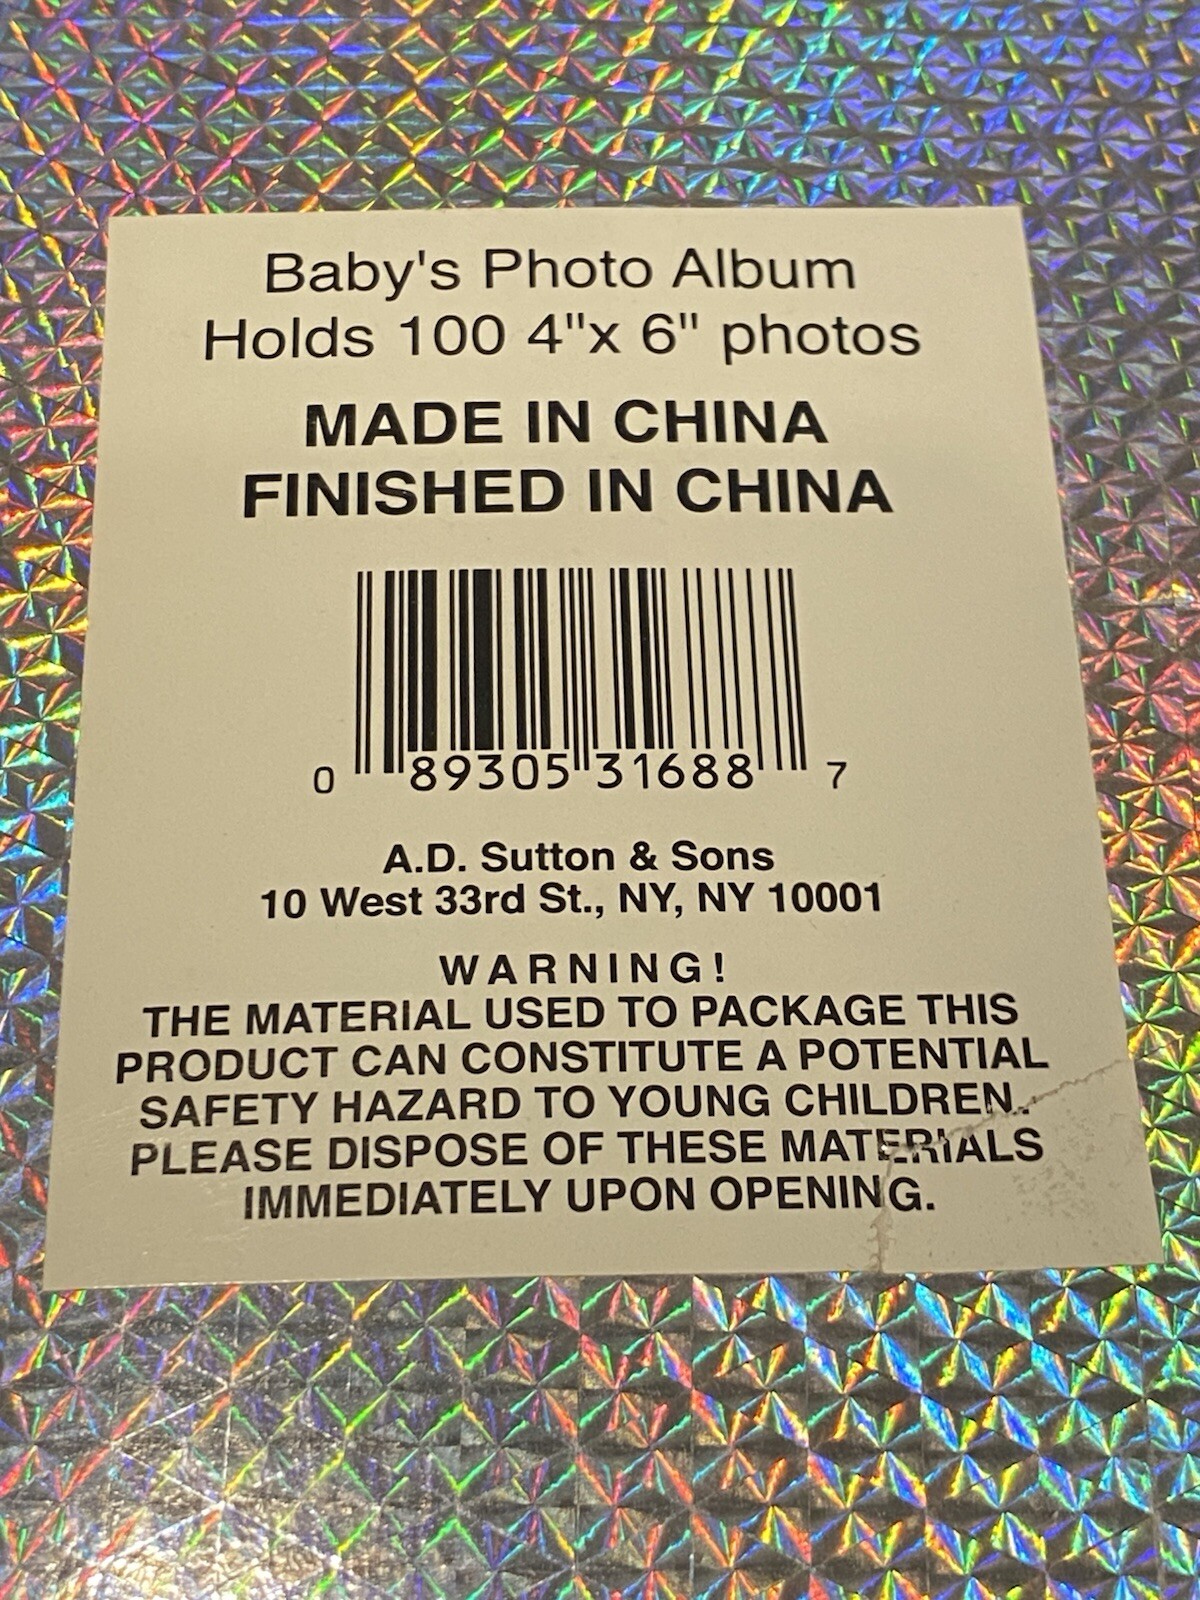 Baby's Photo Album
Holds 100 4"x 6" photos
MADE IN CHINA
FINISHED IN CHINA
0 89305 31688 7
A.D. Sutton & Sons
10 West 33rd St., NY, NY 10001
WARNING!
THE MATERIAL USED TO PACKAGE THIS
PRODUCT CAN CONSTITUTE A POTENTIAL
SAFETY HAZARD TO YOUNG CHILDREN.
PLEASE DISPOSE OF THESE MATERIALS
IMMEDIATELY UPON OPENING.